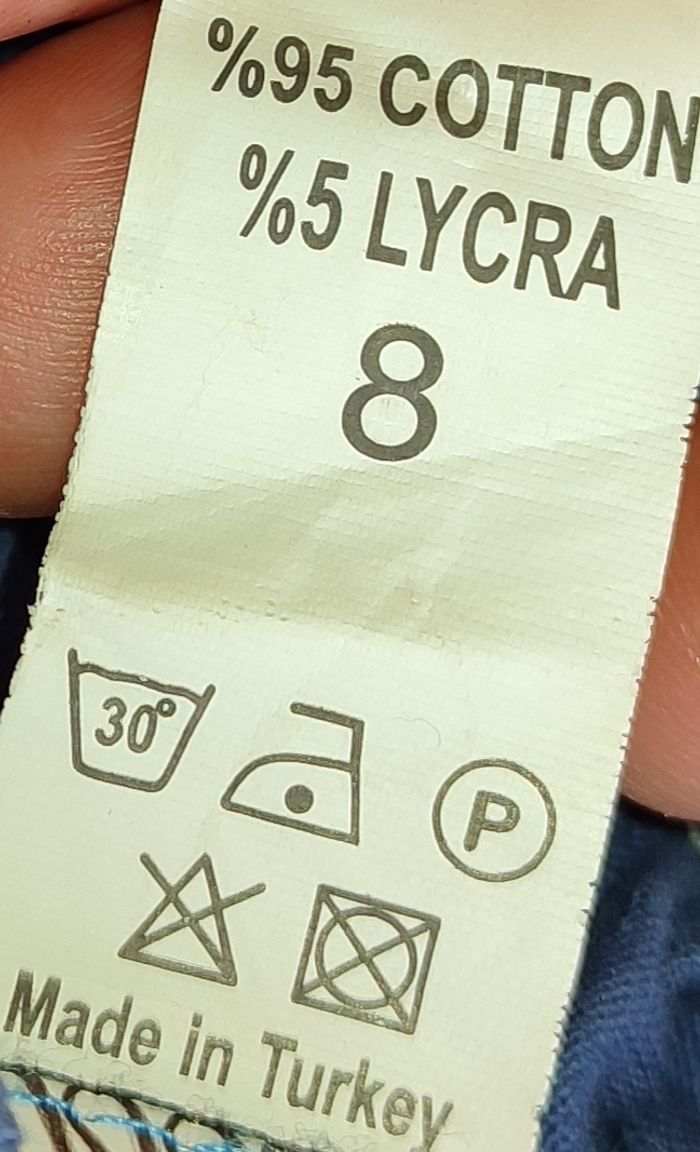 %95 COTTON
%5 LYCRA
8
30°
P
Made in Turkey